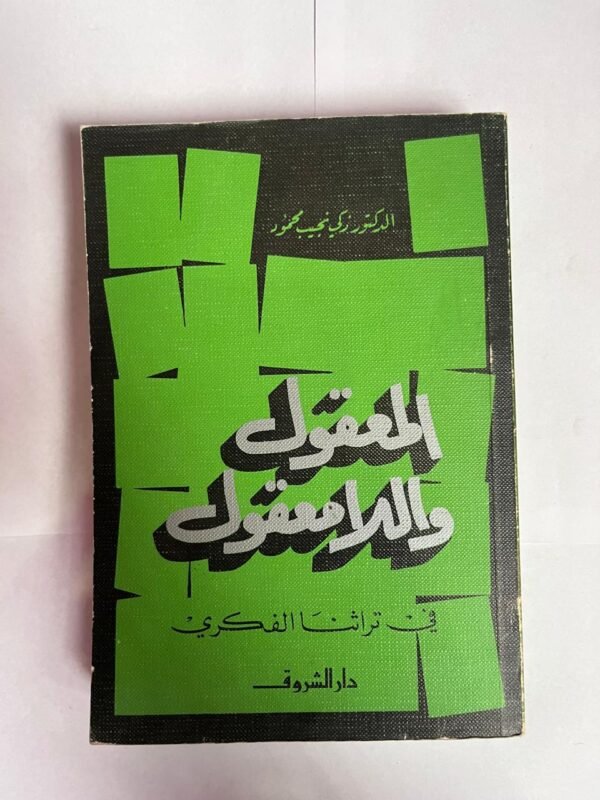 الدكتور زكي نجيب محمود
المعقول
واللامعقول
في تراثنا الفكري
دار الشروق